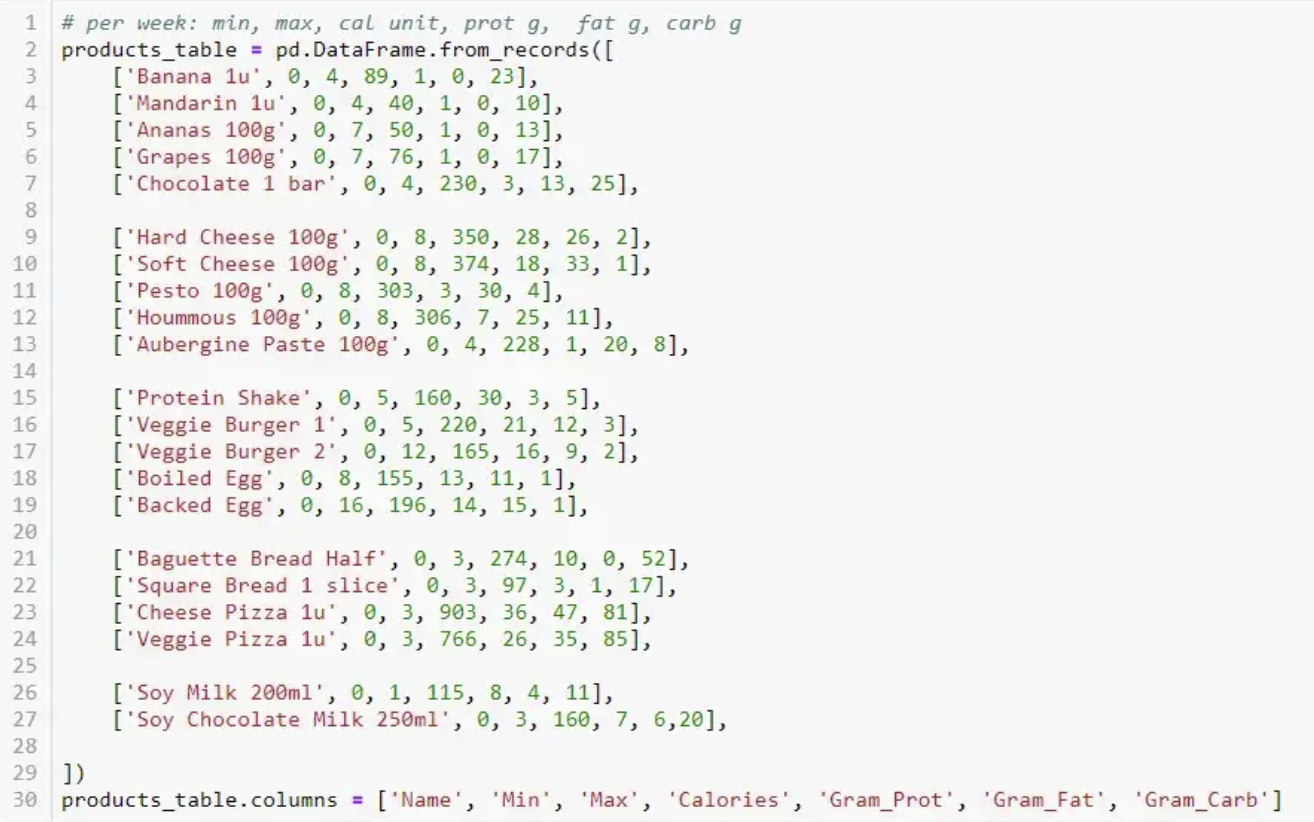 1 # per week: min, max, cal unit, prot g,  fat g, carb g
2 products_table = pd.DataFrame.from_records([
3     ['Banana 1u', 0, 4, 89, 1, 0, 23],
4     ['Mandarin 1u', 0, 4, 40, 1, 0, 10],
5     ['Ananas 100g', 0, 7, 50, 1, 0, 13],
6     ['Grapes 100g', 0, 7, 76, 1, 0, 17],
7     ['Chocolate 1 bar', 0, 4, 230, 3, 13, 25],
8
9     ['Hard Cheese 100g', 0, 8, 350, 28, 26, 2],
10     ['Soft Cheese 100g', 0, 8, 374, 18, 33, 1],
11     ['Pesto 100g', 0, 8, 303, 3, 30, 4],
12     ['Hoummous 100g', 0, 8, 306, 7, 25, 11],
13     ['Aubergine Paste 100g', 0, 4, 228, 1, 20, 8],
14
15     ['Protein Shake', 0, 5, 160, 30, 3, 5],
16     ['Veggie Burger 1', 0, 5, 220, 21, 12, 3],
17     ['Veggie Burger 2', 0, 12, 165, 16, 9, 2],
18     ['Boiled Egg', 0, 8, 155, 13, 11, 1],
19     ['Backed Egg', 0, 16, 196, 14, 15, 1],
20
21     ['Baguette Bread Half', 0, 3, 274, 10, 0, 52],
22     ['Square Bread 1 slice', 0, 3, 97, 3, 1, 17],
23     ['Cheese Pizza 1u', 0, 3, 903, 36, 47, 81],
24     ['Veggie Pizza 1u', 0, 3, 766, 26, 35, 85],
25
26     ['Soy Milk 200ml', 0, 1, 115, 8, 4, 11],
27     ['Soy Chocolate Milk 250ml', 0, 3, 160, 7, 6,20],
28
29 ])
30 products_table.columns = ['Name', 'Min', 'Max', 'Calories', 'Gram_Prot', 'Gram_Fat', 'Gram_Carb']